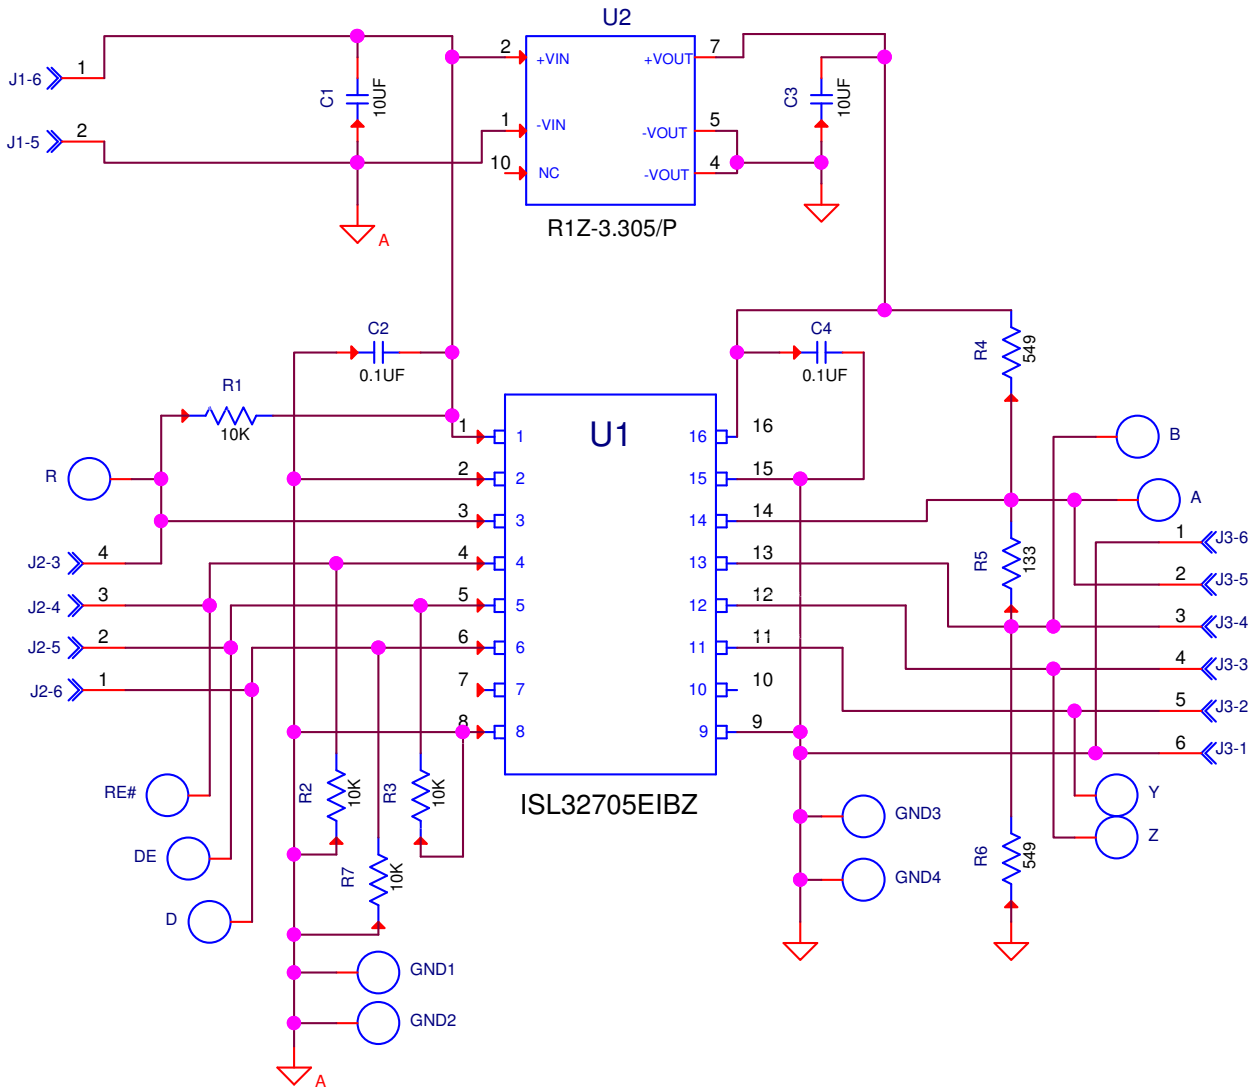 U2
J1-6 1
J1-5 2
C1 10UF
2 +VIN
1 -VIN
10 NC
+VOUT 7
-VOUT 5
-VOUT 4
R1Z-3.305/P
C3 10UF
A
C2
0.1UF
C4
0.1UF
R1
10K
R4 549
U1
R
1 1
2 2
3 3
4 4
5 5
6 6
7 7
8 8
16 16
15 15
14 14
13 13
12 12
11 11
10 10
9 9
ISL32705EIBZ
J2-3 4
J2-4 3
J2-5 2
J2-6 1
B
A
R5 133
1 J3-6
2 J3-5
3 J3-4
4 J3-3
5 J3-2
6 J3-1
RE#
DE
D
R2 10K
R3 10K
R7 10K
GND3
GND4
R6 549
Y
Z
GND1
GND2
A